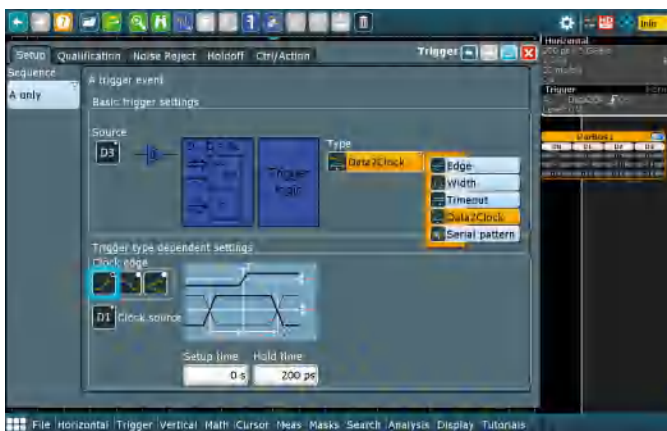 Info
Horizontal
Setup Qualification Noise Reject Holdoff Ctrl/Action Trigger
Trigger
Sequence
A only
A trigger event
Basic trigger settings
Source
D3
Type
Data2Clock
Edge
Width
Timeout
Data2Clock
Serial pattern
Trigger logic
Trigger type dependent settings
Clock edge
D1 Clock source
Setup time Hold time
0 s 200 ps
File Horizontal Trigger Vertical Math Cursor Meas Masks Search Analysis Display Tutorials